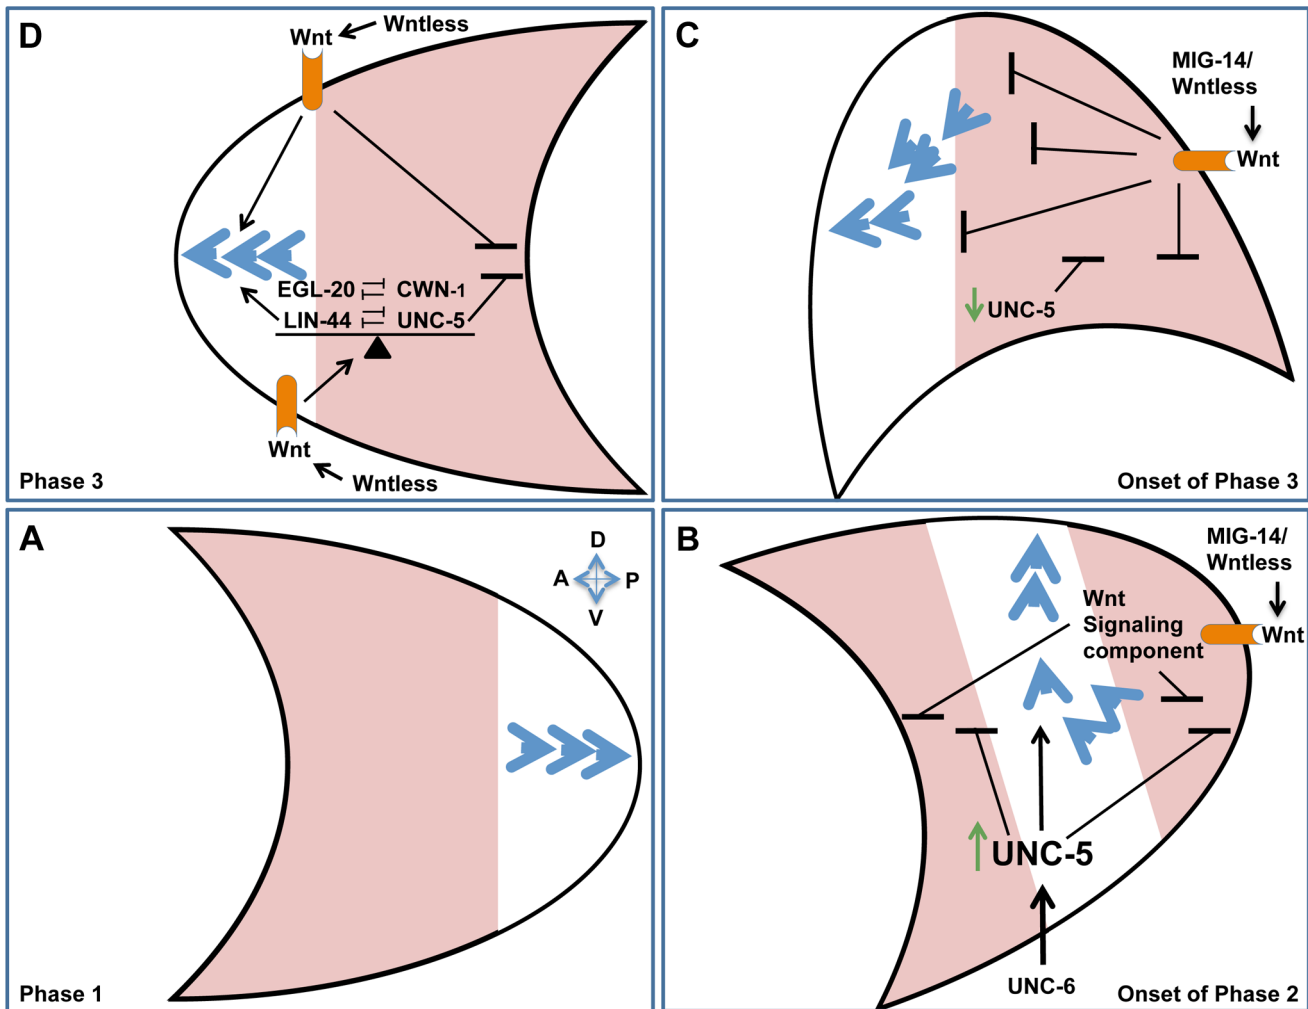 D
Wnt
Wntless
EGL-20 CWN-1
LIN-44 UNC-5
Wnt
Wntless
Phase 3
C
MIG-14/
Wntless
Wnt
UNC-5
Onset of Phase 3
A
D
A P
V
Phase 1
B
MIG-14/
Wntless
Wnt
Wnt
Signaling
component
UNC-5
UNC-6
Onset of Phase 2